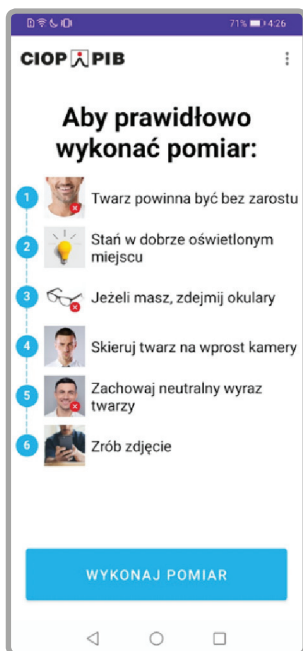 71% 4:26
CIOP PIB
Aby prawidłowo
wykonać pomiar:
1 Twarz powinna być bez zarostu
2 Stań w dobrze oświetlonym
miejscu
3 Jeżeli masz, zdejmij okulary
4 Skieruj twarz na wprost kamery
5 Zachowaj neutralny wyraz
twarzy
6 Zrób zdjęcie
WYKONAJ POMIAR